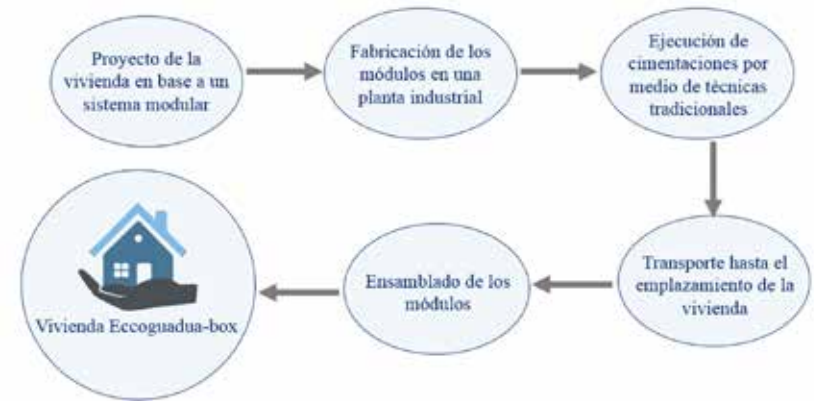 Proyecto de la
vivienda en base a un
sistema modular
Fabricación de los
módulos en una
planta industrial
Ejecución de
cimentaciones por
medio de técnicas
tradicionales
Transporte hasta el
emplazamiento de la
vivienda
Ensamblado de los
módulos
Vivienda Eccoguadua-box